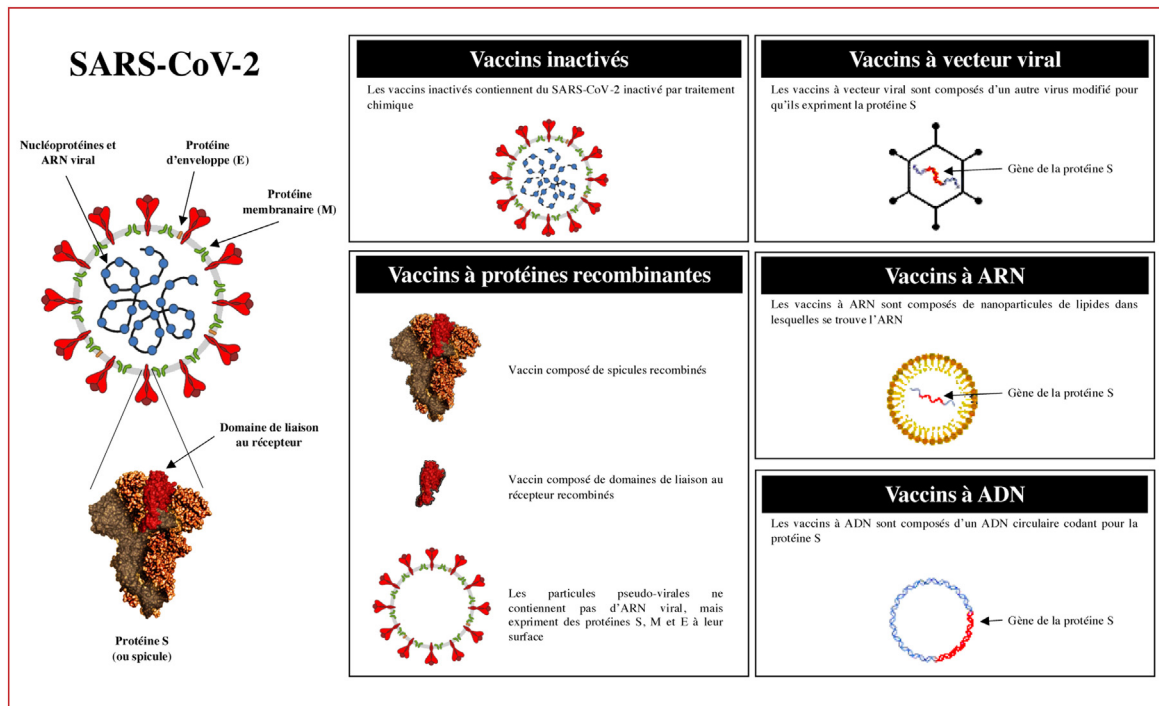 SARS-CoV-2
Nucléoprotéines et
ARN viral
Protéine
d'enveloppe (E)
Protéine
membranaire (M)
Domaine de liaison
au récepteur
Protéine S
(ou spicule)
Vaccins inactivés
Les vaccins inactivés contiennent du SARS-CoV-2 inactivé par traitement
chimique
Vaccins à protéines recombinantes
Vaccin composé de spicules recombinés
Vaccin composé de domaines de liaison au
récepteur recombinés
Les particules pseudo-virales ne
contiennent pas d'ARN viral, mais
expriment des protéines S, M et E à leur
surface
Vaccins à vecteur viral
Les vaccins à vecteur viral sont composés d'un autre virus modifié pour
qu'ils expriment la protéine S
Gène de la protéine S
Vaccins à ARN
Les vaccins à ARN sont composés de nanoparticules de lipides dans
lesquelles se trouve l'ARN
Gène de la protéine S
Vaccins à ADN
Les vaccins à ADN sont composés d'un ADN circulaire codant pour la
protéine S
Gène de la protéine S